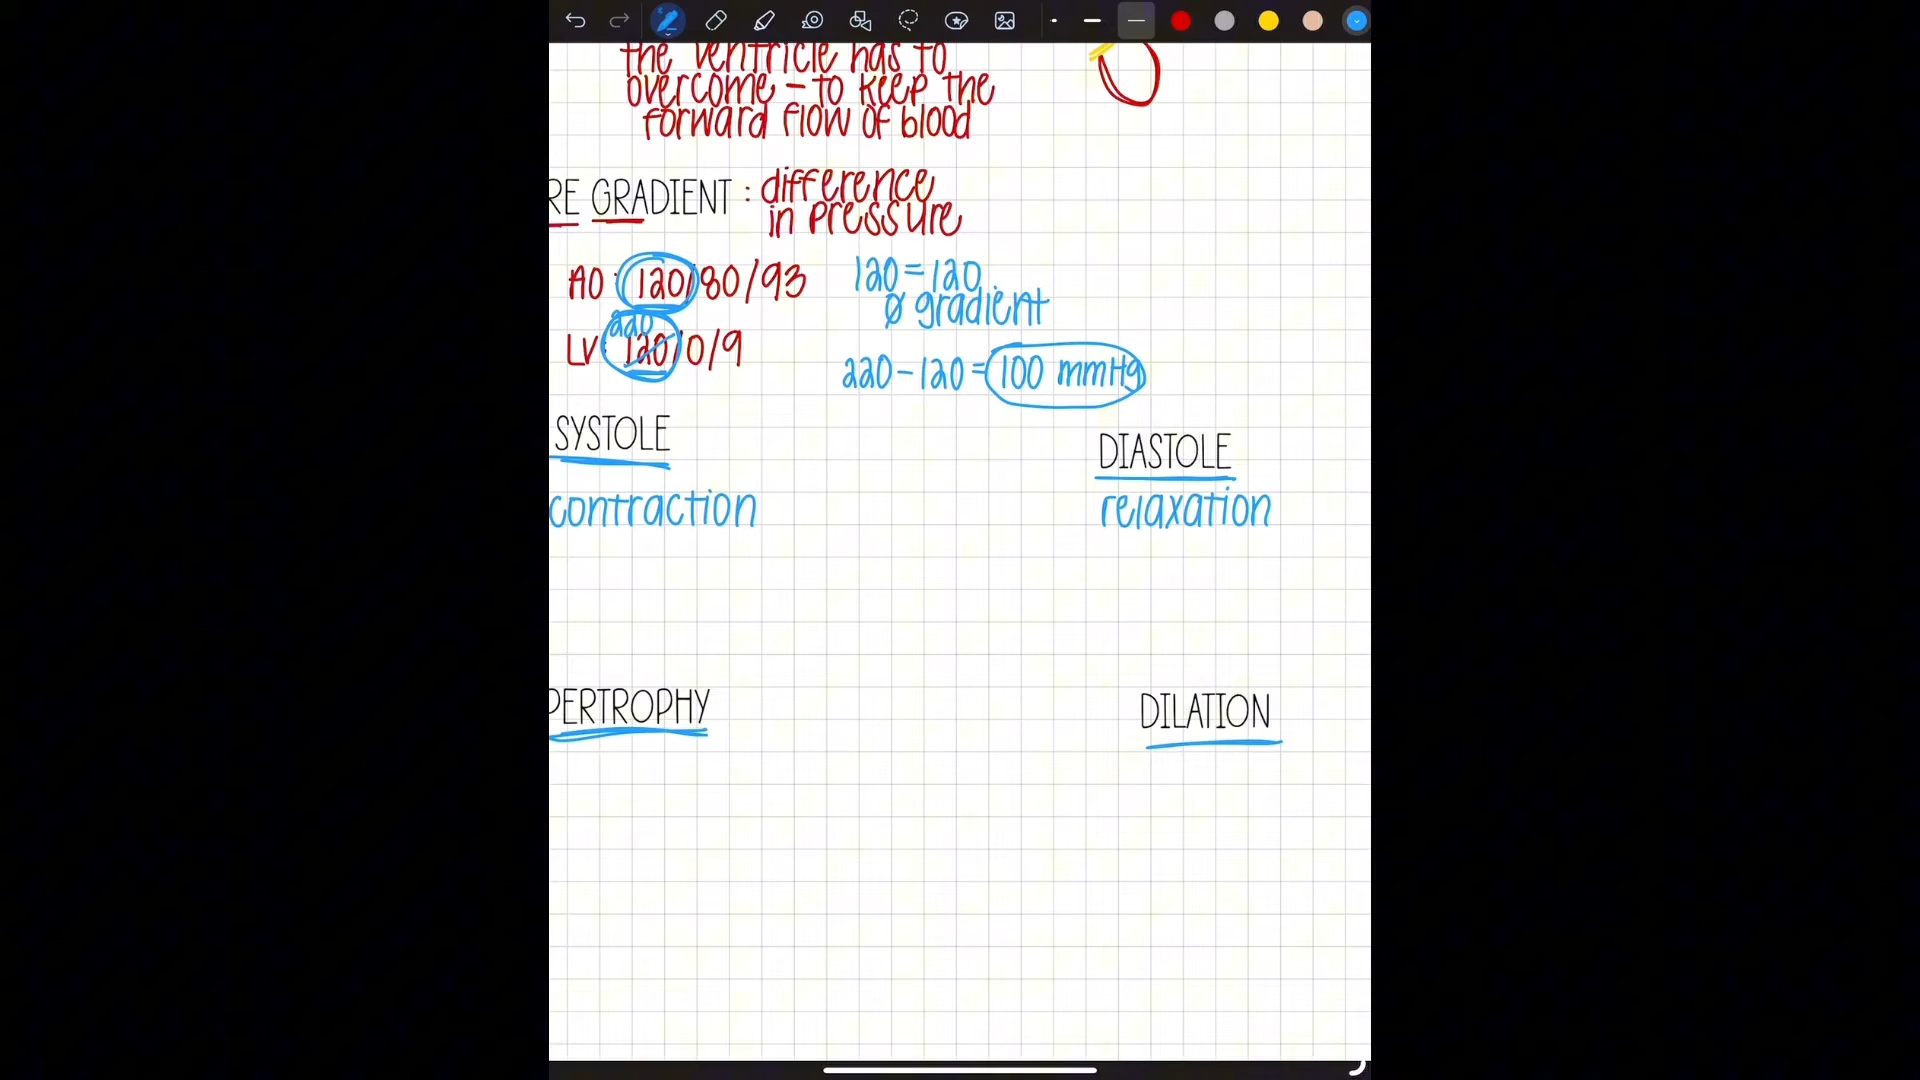 the ventricle has to
overcome – to keep the
forward flow of blood
RE GRADIENT : difference
in pressure
AO : 120/80/93
120 = 120
Ø gradient
220
LV : 120/0/9
220 – 120 = 100 mmHg
SYSTOLE
DIASTOLE
contraction
relaxation
PERTROPHY
DILATION